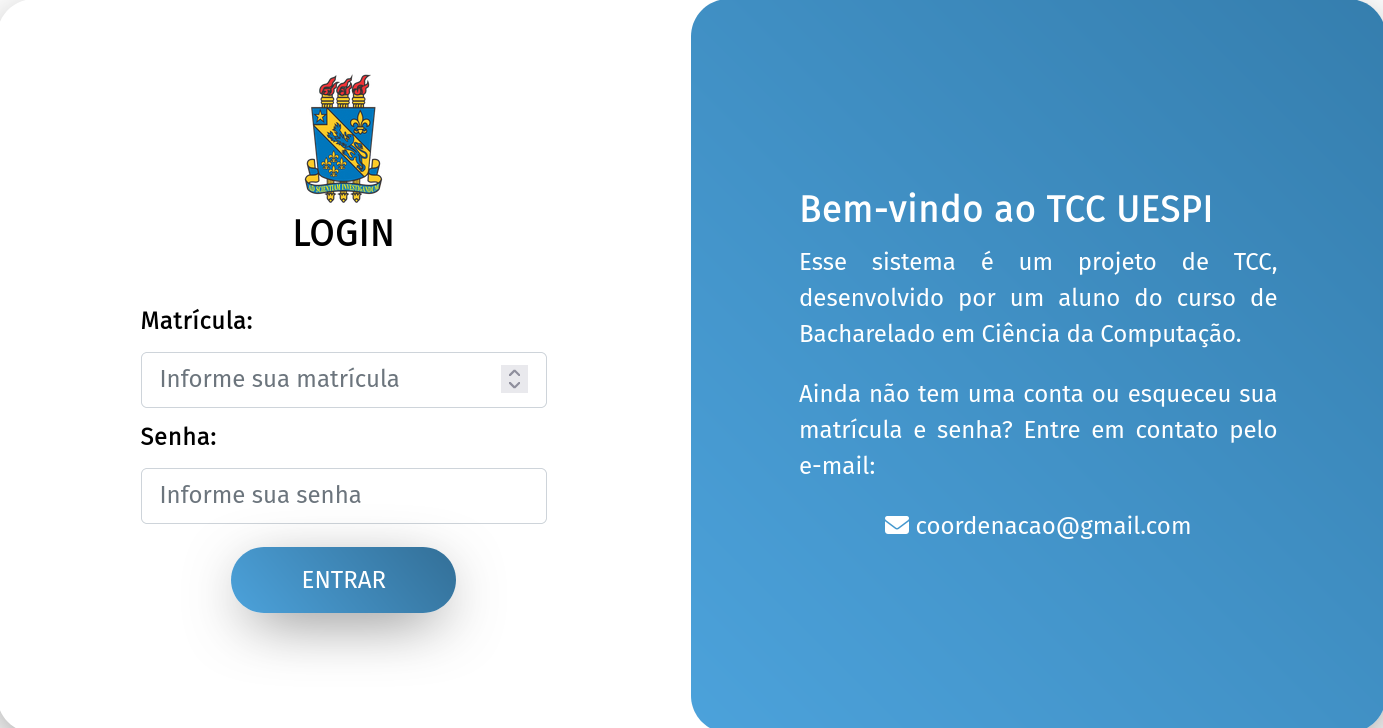 AD SCIENTIAM INVESTIGANDUM
LOGIN
Matrícula:
Informe sua matrícula
Senha:
Informe sua senha
ENTRAR
Bem-vindo ao TCC UESPI
Esse sistema é um projeto de TCC,
desenvolvido por um aluno do curso de
Bacharelado em Ciência da Computação.
Ainda não tem uma conta ou esqueceu sua
matrícula e senha? Entre em contato pelo
e-mail:
coordenacao@gmail.com